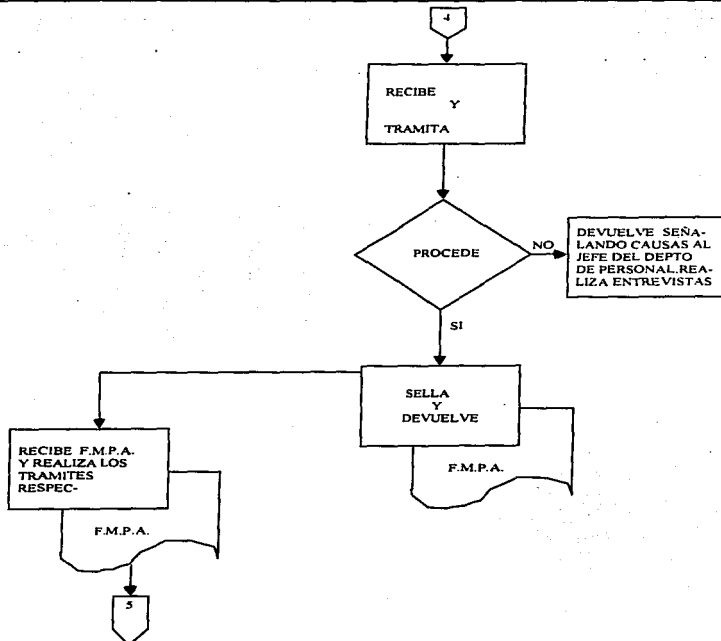 4
RECIBE
Y
TRAMITA
PROCEDE
NO
DEVUELVE SEÑA-
LANDO CAUSAS AL
JEFE DEL DEPTO
DE PERSONAL.REA-
LIZA ENTREVISTAS
SI
SELLA
Y
DEVUELVE
F.M.P.A.
RECIBE F.M.P.A.
Y REALIZA LOS
TRAMITES
RESPEC-
F.M.P.A.
5